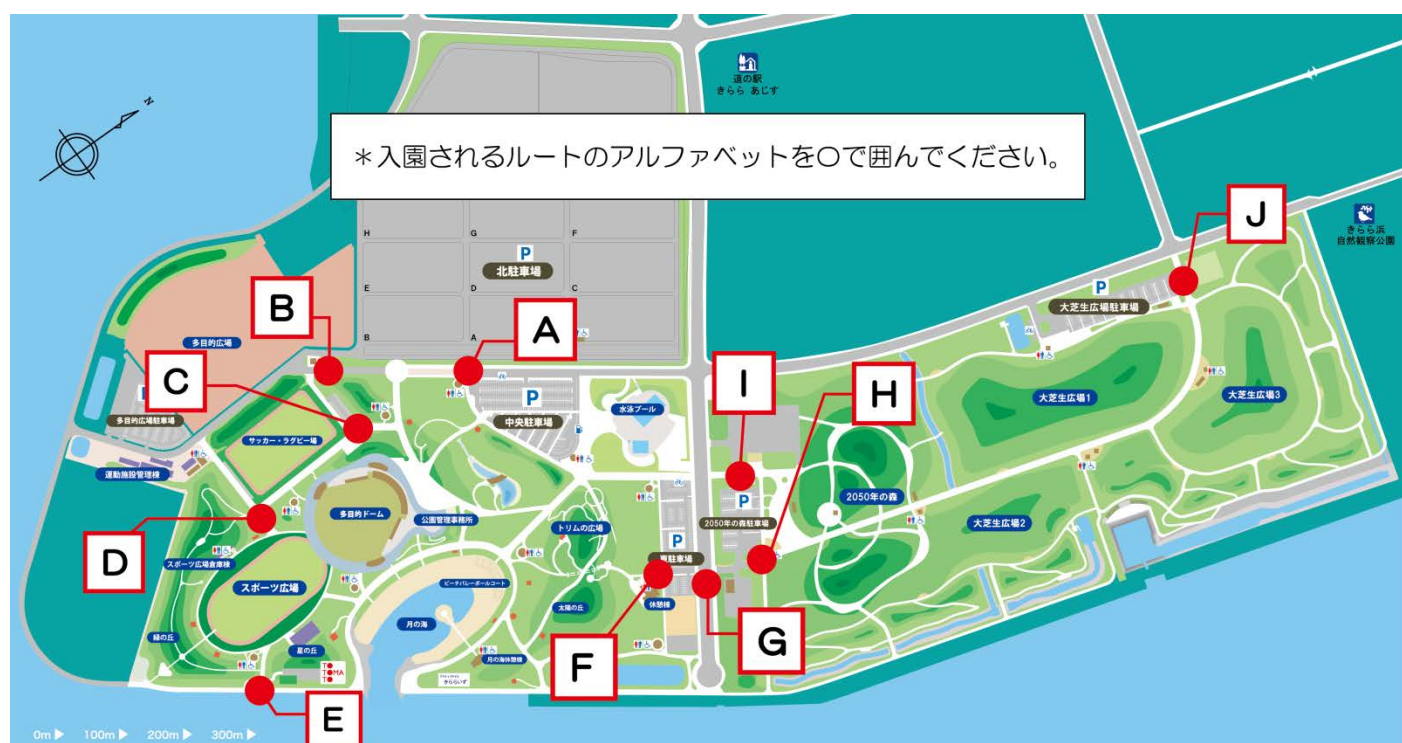 N
道の駅
きらら あじす
＊入園されるルートのアルファベットを〇で囲んでください。
きらら浜
自然観察公園
J
H
G
F
P
北駐車場
E
D
C
B
A
P
大芝生広場駐車場
B
A
C
多目的広場
P
多目的広場駐車場
サッカー・ラグビー場
運動施設管理棟
P
中央駐車場
水泳プール
I
H
大芝生広場1
大芝生広場3
2050年の森
P
2050年の森駐車場
大芝生広場2
多目的ドーム
公園管理事務所
トリムの広場
P
東駐車場
D
スポーツ広場倉庫棟
スポーツ広場
ビーチバレーボールコート
月の海
太陽の丘
休憩棟
緑の丘
星の丘
月の海休憩棟
F
G
TO
TOMA
TO
きららいず
E
0m
100m
200m
300m